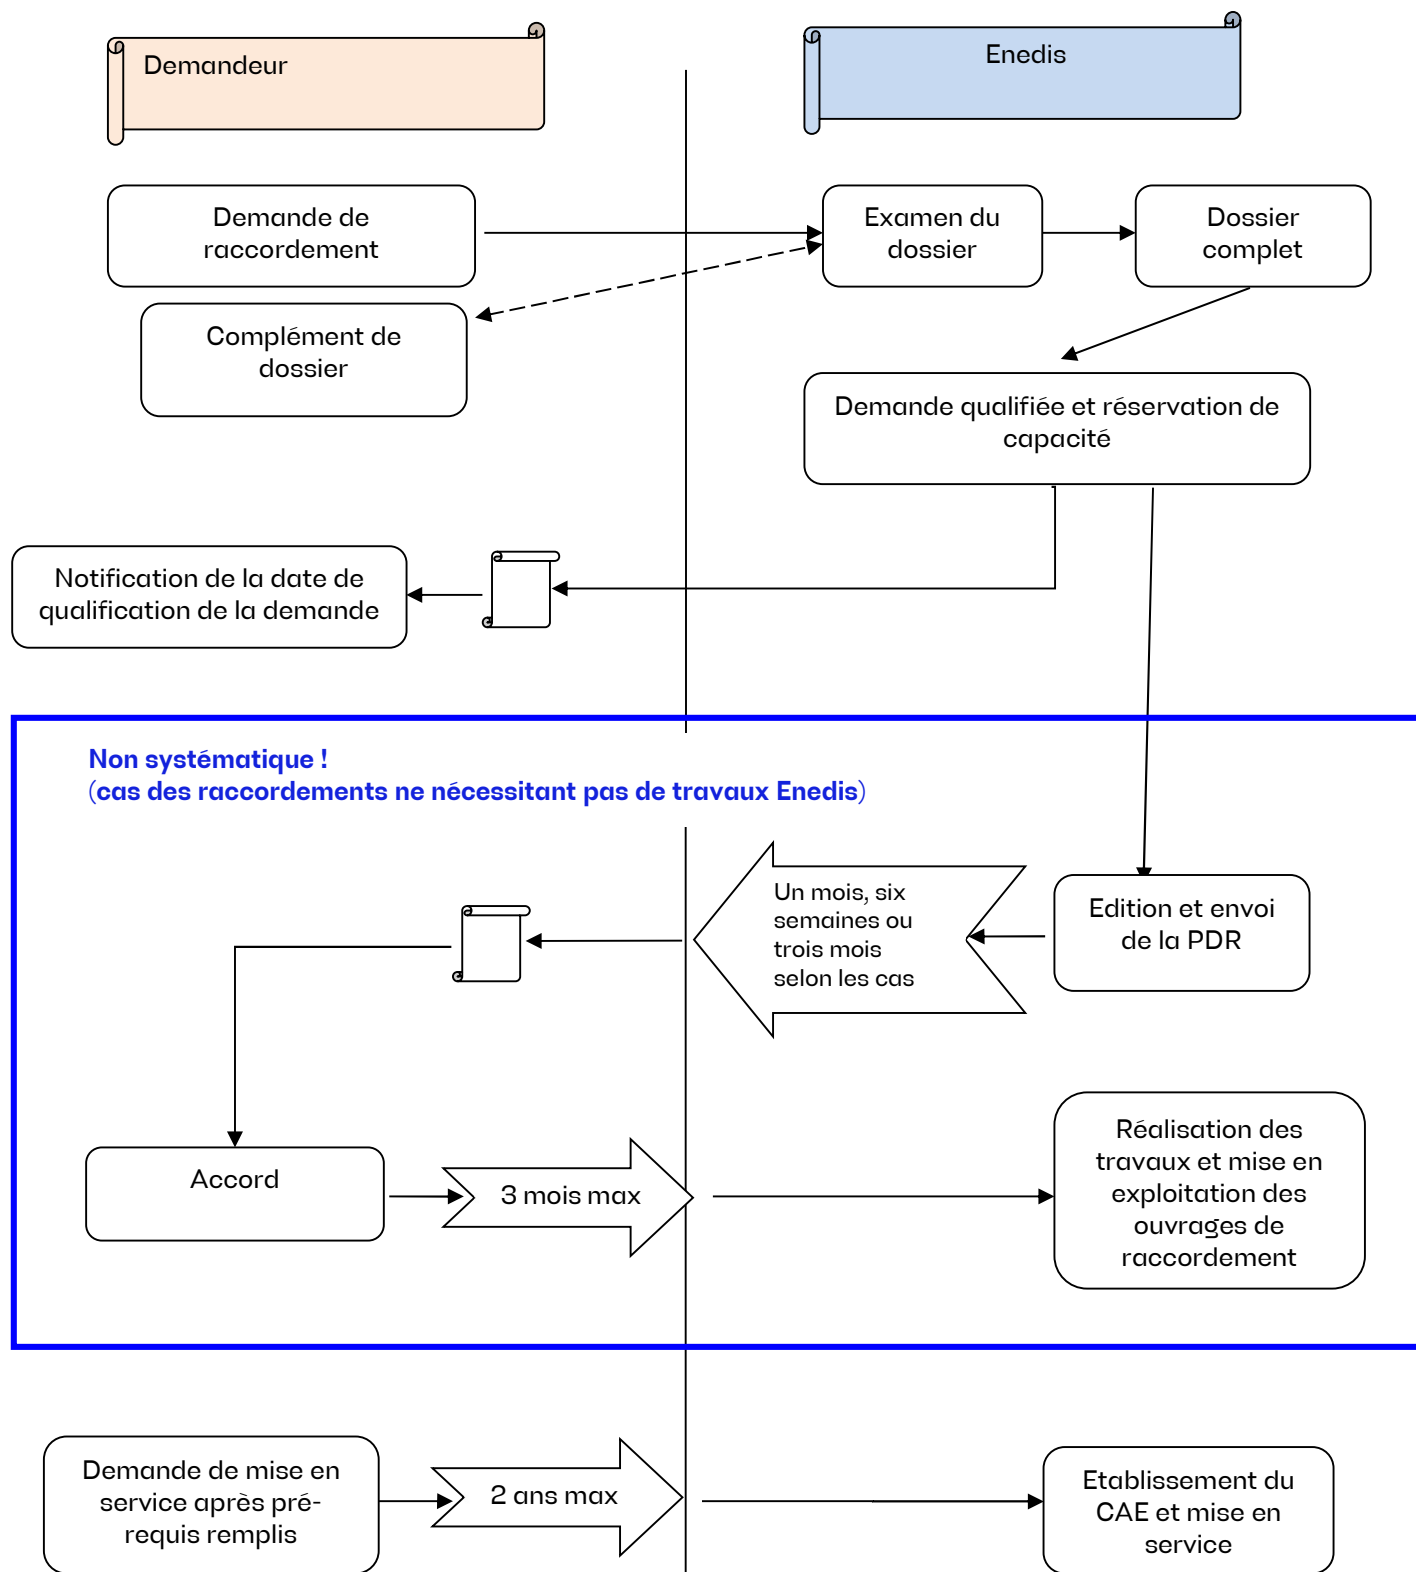 Demandeur
Enedis
Demande de
raccordement
Examen du
dossier
Dossier
complet
Complément de
dossier
Demande qualifiée et réservation de
capacité
Notification de la date de
qualification de la demande
Non systématique !
(cas des raccordements ne nécessitant pas de travaux Enedis)
Un mois, six
semaines ou
trois mois
selon les cas
Edition et envoi
de la PDR
Accord
3 mois max
Réalisation des
travaux et mise en
exploitation des
ouvrages de
raccordement
Demande de mise en
service après pré-
requis remplis
2 ans max
Etablissement du
CAE et mise en
service